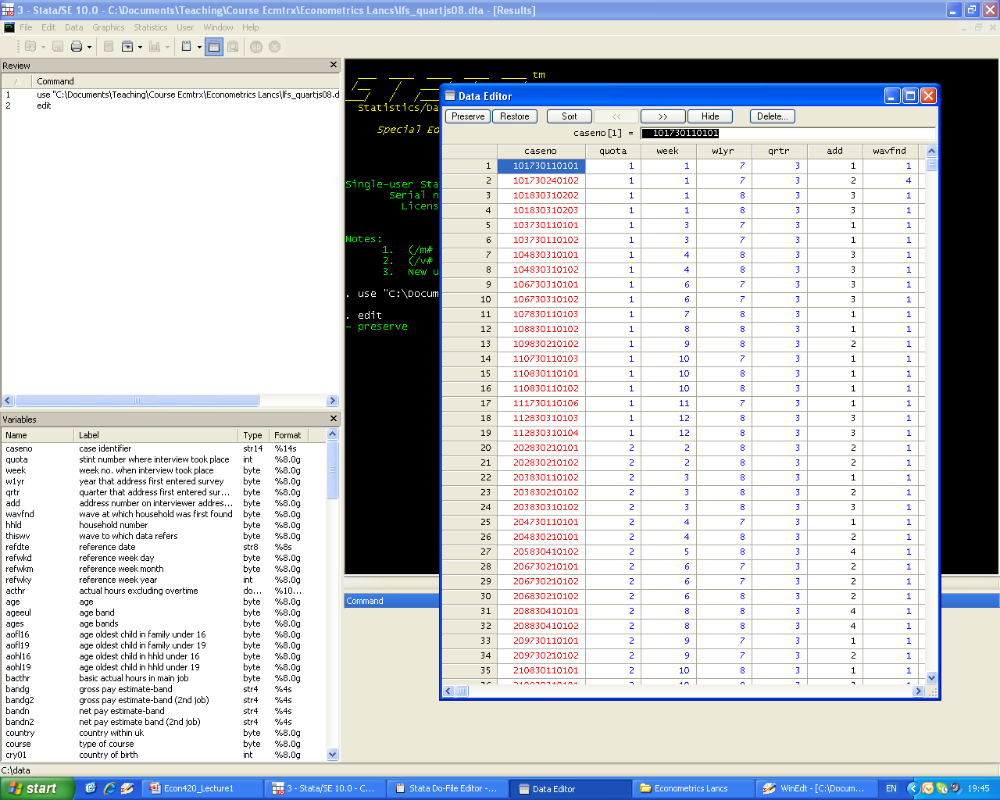 3 - Stata/SE 10.0 - C:\Documents\Teaching\Course Ecmtrx\Econometrics Lancs\lfs_quartjs08.dta - [Results]
File Edit Data Graphics Statistics User Window Help
Review
Command
1 use "C:\Documents\Teaching\Course Ecmtrx\Econometrics Lancs\lfs_quartjs08.d
2 edit
tm
Statistics/Da
Special Ed
Single-user Sta
Serial n
Licens
Notes:
1. (/m#
2. (/v#
3. New u
. use "C:\Docum
. edit
- preserve
Command
Data Editor
Preserve Restore Sort << >> Hide Delete...
caseno[1] = 101730110101
caseno quota week w1yr qrtr add wavfnd
1 101730110101 1 1 7 3 1 1
2 101730240102 1 1 7 3 2 4
3 101830310202 1 1 8 3 3 1
4 101830310203 1 1 8 3 3 1
5 103730110101 1 3 7 3 1 1
6 103730110102 1 3 7 3 1 1
7 104830310101 1 4 8 3 3 1
8 104830310102 1 4 8 3 3 1
9 106730310101 1 6 7 3 3 1
10 106730310102 1 6 7 3 3 1
11 107830110103 1 7 8 3 1 1
12 108830110102 1 8 8 3 1 1
13 109830210102 1 9 8 3 2 1
14 110730110103 1 10 7 3 1 1
15 110830110101 1 10 8 3 1 1
16 110830110102 1 10 8 3 1 1
17 111730110106 1 11 7 3 1 1
18 112830310103 1 12 8 3 3 1
19 112830310104 1 12 8 3 3 1
20 202830210101 2 2 8 3 2 1
21 202830210102 2 2 8 3 2 1
22 203830110102 2 3 8 3 1 1
23 203830210102 2 3 8 3 2 1
24 203830310102 2 3 8 3 3 1
25 204730110101 2 4 7 3 1 1
26 204830210101 2 4 8 3 2 1
27 205830410102 2 5 8 3 4 1
28 206730210101 2 6 7 3 2 1
29 206730210102 2 6 7 3 2 1
30 206830210102 2 6 8 3 2 1
31 208830410101 2 8 8 3 4 1
32 208830410102 2 8 8 3 4 1
33 209730110101 2 9 7 3 1 1
34 209730210102 2 9 7 3 2 1
35 210830110101 2 10 8 3 1 1
Variables
Name Label Type Format
caseno case identifier str14 %14s
quota stint number where interview took place int %8.0g
week week no. when interview took place byte %8.0g
w1yr year that address first entered survey byte %8.0g
qrtr quarter that address first entered sur... byte %8.0g
add address number on interviewer addres... byte %8.0g
wavfnd wave at which household was first found byte %8.0g
hhld household number byte %8.0g
thiswv wave to which data refers byte %8.0g
refdte reference date str8 %8s
refwkd reference week day byte %8.0g
refwkm reference week month byte %8.0g
refwky reference week year int %8.0g
acthr actual hours excluding overtime do... %10...
age age byte %8.0g
ageeul age band byte %8.0g
ages age bands byte %8.0g
aofl16 age oldest child in family under 16 byte %8.0g
aofl19 age oldest child in family under 19 byte %8.0g
aohl16 age oldest child in hhld under 16 byte %8.0g
aohl19 age oldest child in hhld under 19 byte %8.0g
bacthr basic actual hours in main job byte %8.0g
bandg gross pay estimate-band str4 %4s
bandg2 gross pay estimate-band (2nd job) str4 %4s
bandn net pay estimate-band str4 %4s
bandn2 net pay estimate band (2nd job) str4 %4s
country country within uk byte %8.0g
course type of course byte %8.0g
cry01 country of birth int %8.0g
C:\data
start Econ420_Lecture1 3 - Stata/SE 10.0 - C... Stata Do-File Editor -... Data Editor Econometrics Lancs WinEdt - [C:\Docum... EN 19:45